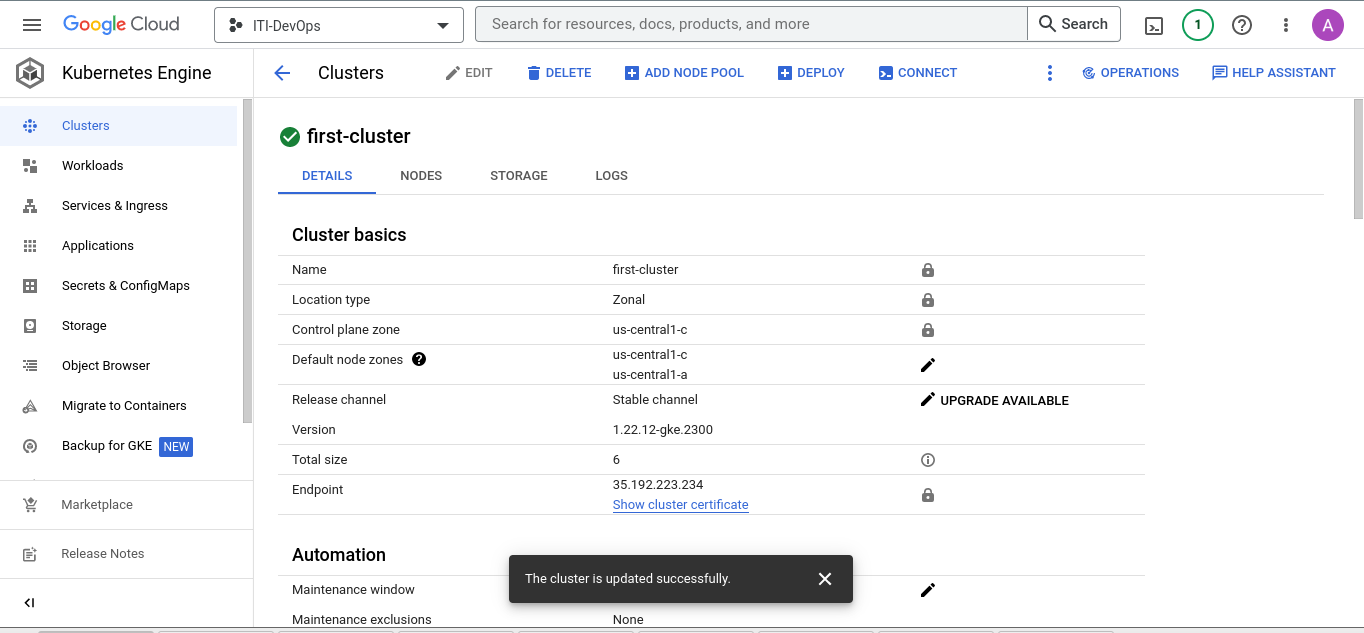 Google Cloud
ITI-DevOps
Search for resources, docs, products, and more
Search
1
A
Kubernetes Engine
Clusters
EDIT
DELETE
ADD NODE POOL
DEPLOY
CONNECT
OPERATIONS
HELP ASSISTANT
Clusters
Workloads
Services & Ingress
Applications
Secrets & ConfigMaps
Storage
Object Browser
Migrate to Containers
Backup for GKE NEW
Marketplace
Release Notes
first-cluster
DETAILS NODES STORAGE LOGS
Cluster basics
Name first-cluster
Location type Zonal
Control plane zone us-central1-c
Default node zones ? us-central1-c
us-central1-a
Release channel Stable channel UPGRADE AVAILABLE
Version 1.22.12-gke.2300
Total size 6
Endpoint 35.192.223.234
Show cluster certificate
Automation
The cluster is updated successfully.
Maintenance window
Maintenance exclusions None